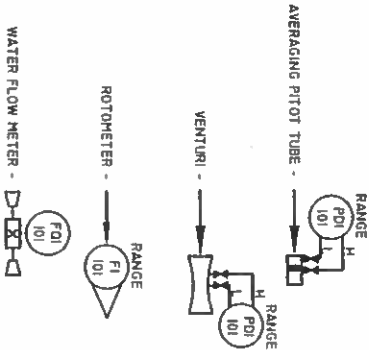 AVERAGING PITOT TUBE -
RANGE
PDI
101
H
L
VENTURI -
RANGE
PDI
101
H
L
ROTOMETER -
RANGE
FI
101
WATER FLOW METER -
FQI
101